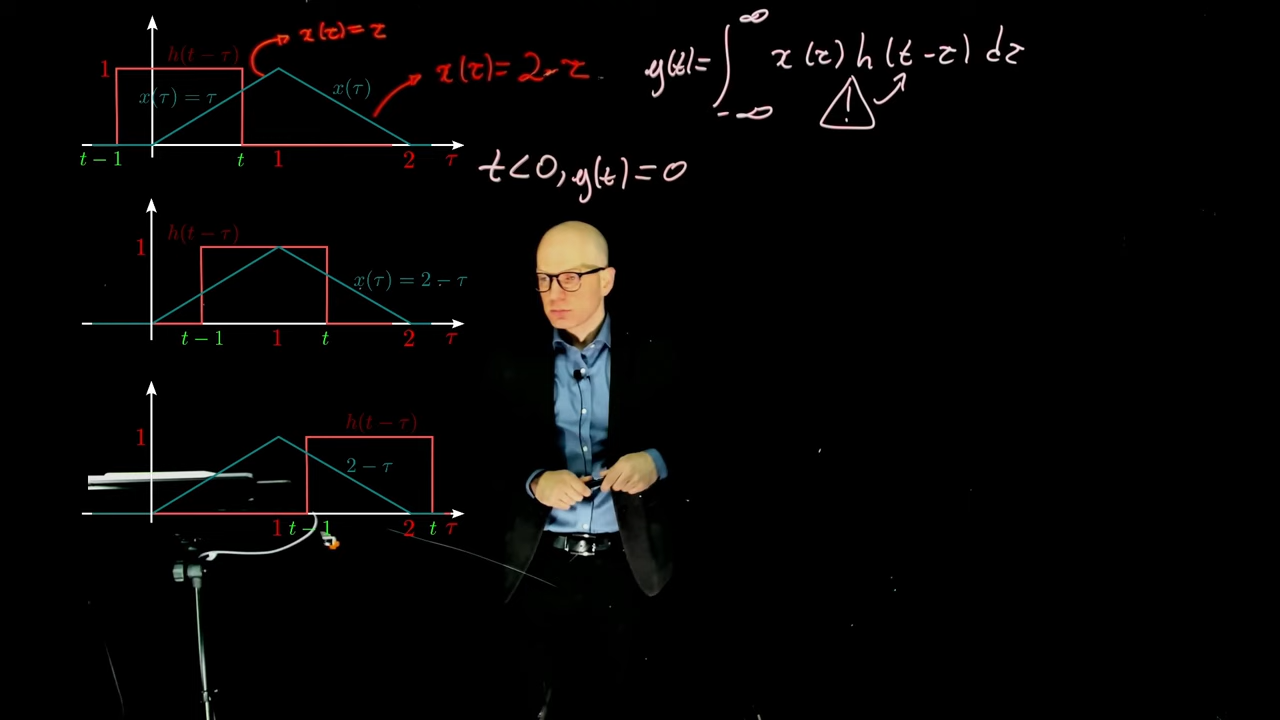 x(τ)=τ
h(t−τ)
1
x(τ) = τ
x(τ)
x(τ)=2-τ
t−1
t
1
2
τ
y(t)=∫_{-∞}^{∞} x(τ) h(t-τ) dτ
!
t<0, y(t)=0
h(t−τ)
1
x(τ) = 2 − τ
t−1
1
t
2
τ
h(t−τ)
1
2 − τ
1
t−1
2
t
τ